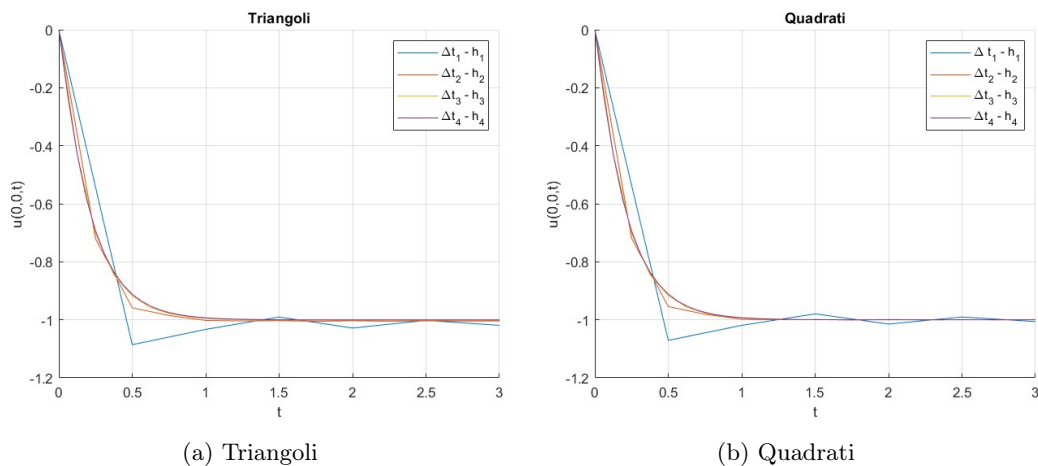 Triangoli
0
-0.2
-0.4
-0.6
-0.8
-1
-1.2
u(0,0,t)
0 0.5 1 1.5 2 2.5 3
t
Δt1 - h1
Δt2 - h2
Δt3 - h3
Δt4 - h4
(a) Triangoli
Quadrati
0
-0.2
-0.4
-0.6
-0.8
-1
-1.2
u(0,0,t)
0 0.5 1 1.5 2 2.5 3
t
Δ t1 - h1
Δt2 - h2
Δt3 - h3
Δt4 - h4
(b) Quadrati